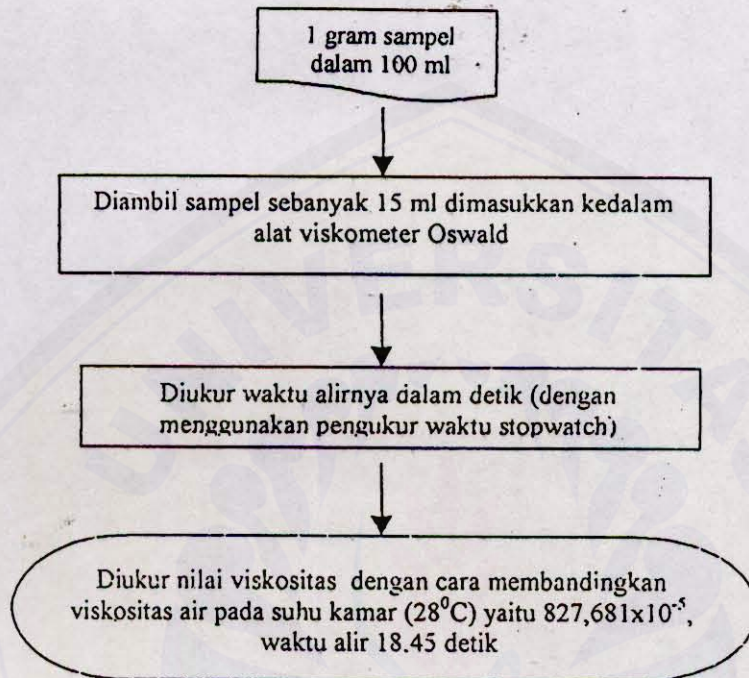 1 gram sampel
dalam 100 ml
Diambil sampel sebanyak 15 ml dimasukkan kedalam
alat viskometer Oswald
Diukur waktu alirnya dalam detik (dengan
menggunakan pengukur waktu stopwatch)
Diukur nilai viskositas dengan cara membandingkan
viskositas air pada suhu kamar (28⁰C) yaitu 827,681x10⁻⁵,
waktu alir 18.45 detik
UNIVERSITA